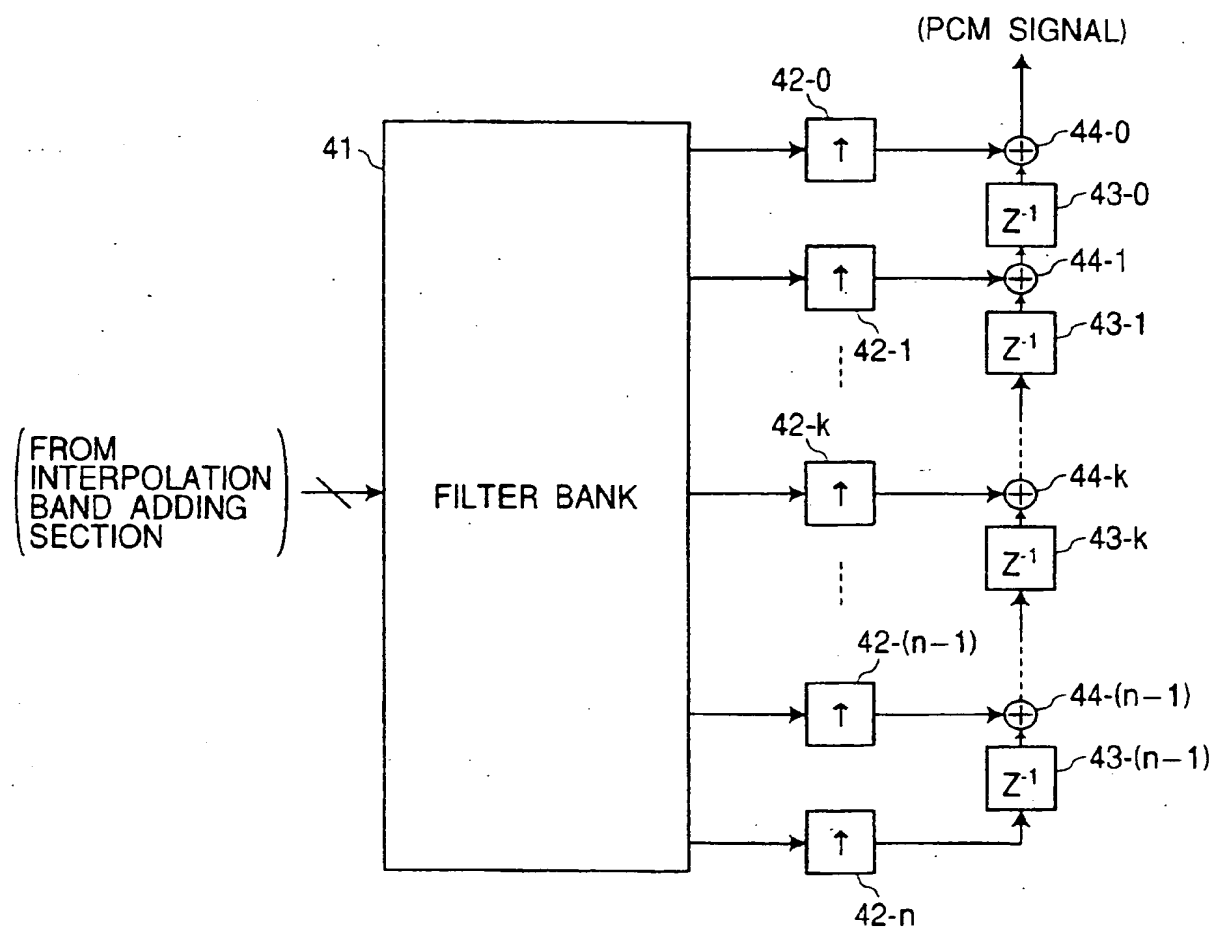 (PCM SIGNAL)
42-0
41
↑
44-0
43-0
Z-1
↑
44-1
42-1
43-1
Z-1
42-k
(FROM
INTERPOLATION
BAND ADDING
SECTION)
FILTER BANK
↑
44-k
43-k
Z-1
42-(n-1)
↑
44-(n-1)
43-(n-1)
Z-1
↑
42-n